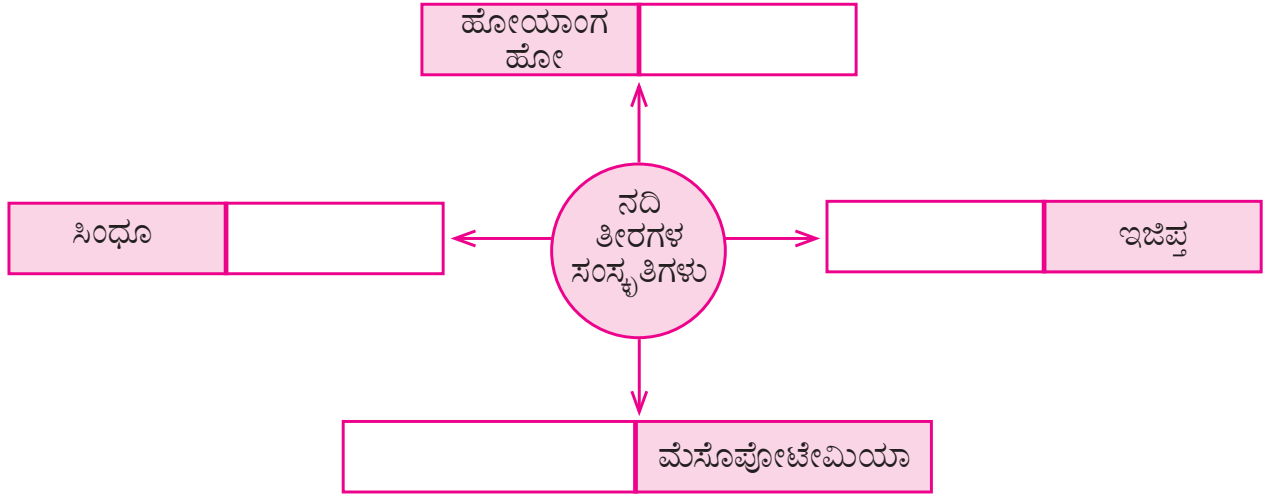 ಹೋಯಾಂಗ
ಹೋ
ಸಿಂಧೂ
ನದಿ
ತೀರಗಳ
ಸಂಸ್ಕೃತಿಗಳು
ಇಜಿಪ್ತ
ಮೆಸೊಪೋಟೇಮಿಯಾ